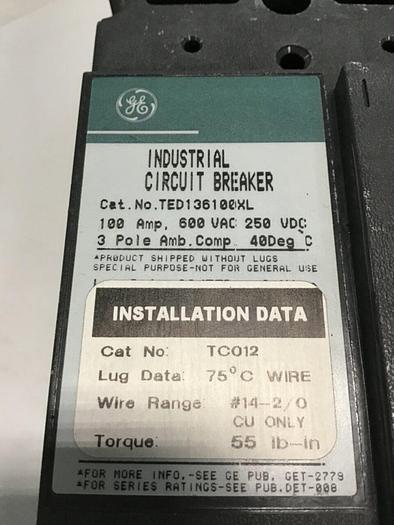 GE
INDUSTRIAL
CIRCUIT BREAKER
Cat.No.TED136100XL
100 Amp, 600 VAC 250 VDC
3 Pole Amb.Comp. 40Deg C
*PRODUCT SHIPPED WITHOUT LUGS
SPECIAL PURPOSE-NOT FOR GENERAL USE
INSTALLATION DATA
Cat No: TCO12
Lug Data: 75°C WIRE
Wire Range: #14-2/0
CU ONLY
Torque: 55 lb-in
*FOR MORE INFO.-SEE GE PUB. GET-2779
*FOR SERIES RATINGS-SEE PUB.DET-008